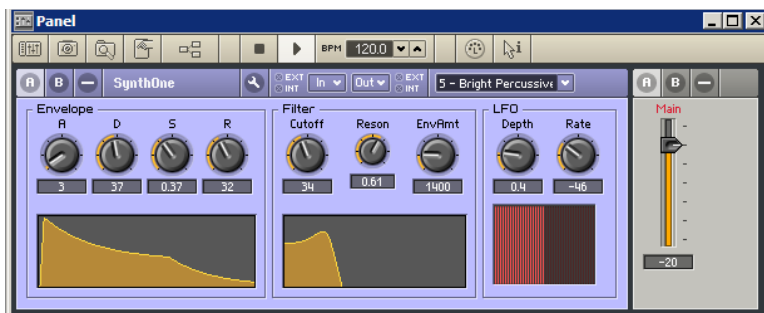 Panel
BPM 120.0
A B SynthOne EXT INT In Out EXT INT 5 - Bright Percussive A B
Envelope Filter LFO Main
A D S R Cutoff Reson EnvAmt Depth Rate
3 37 0.37 32 34 0.61 1400 0.4 -46
-20